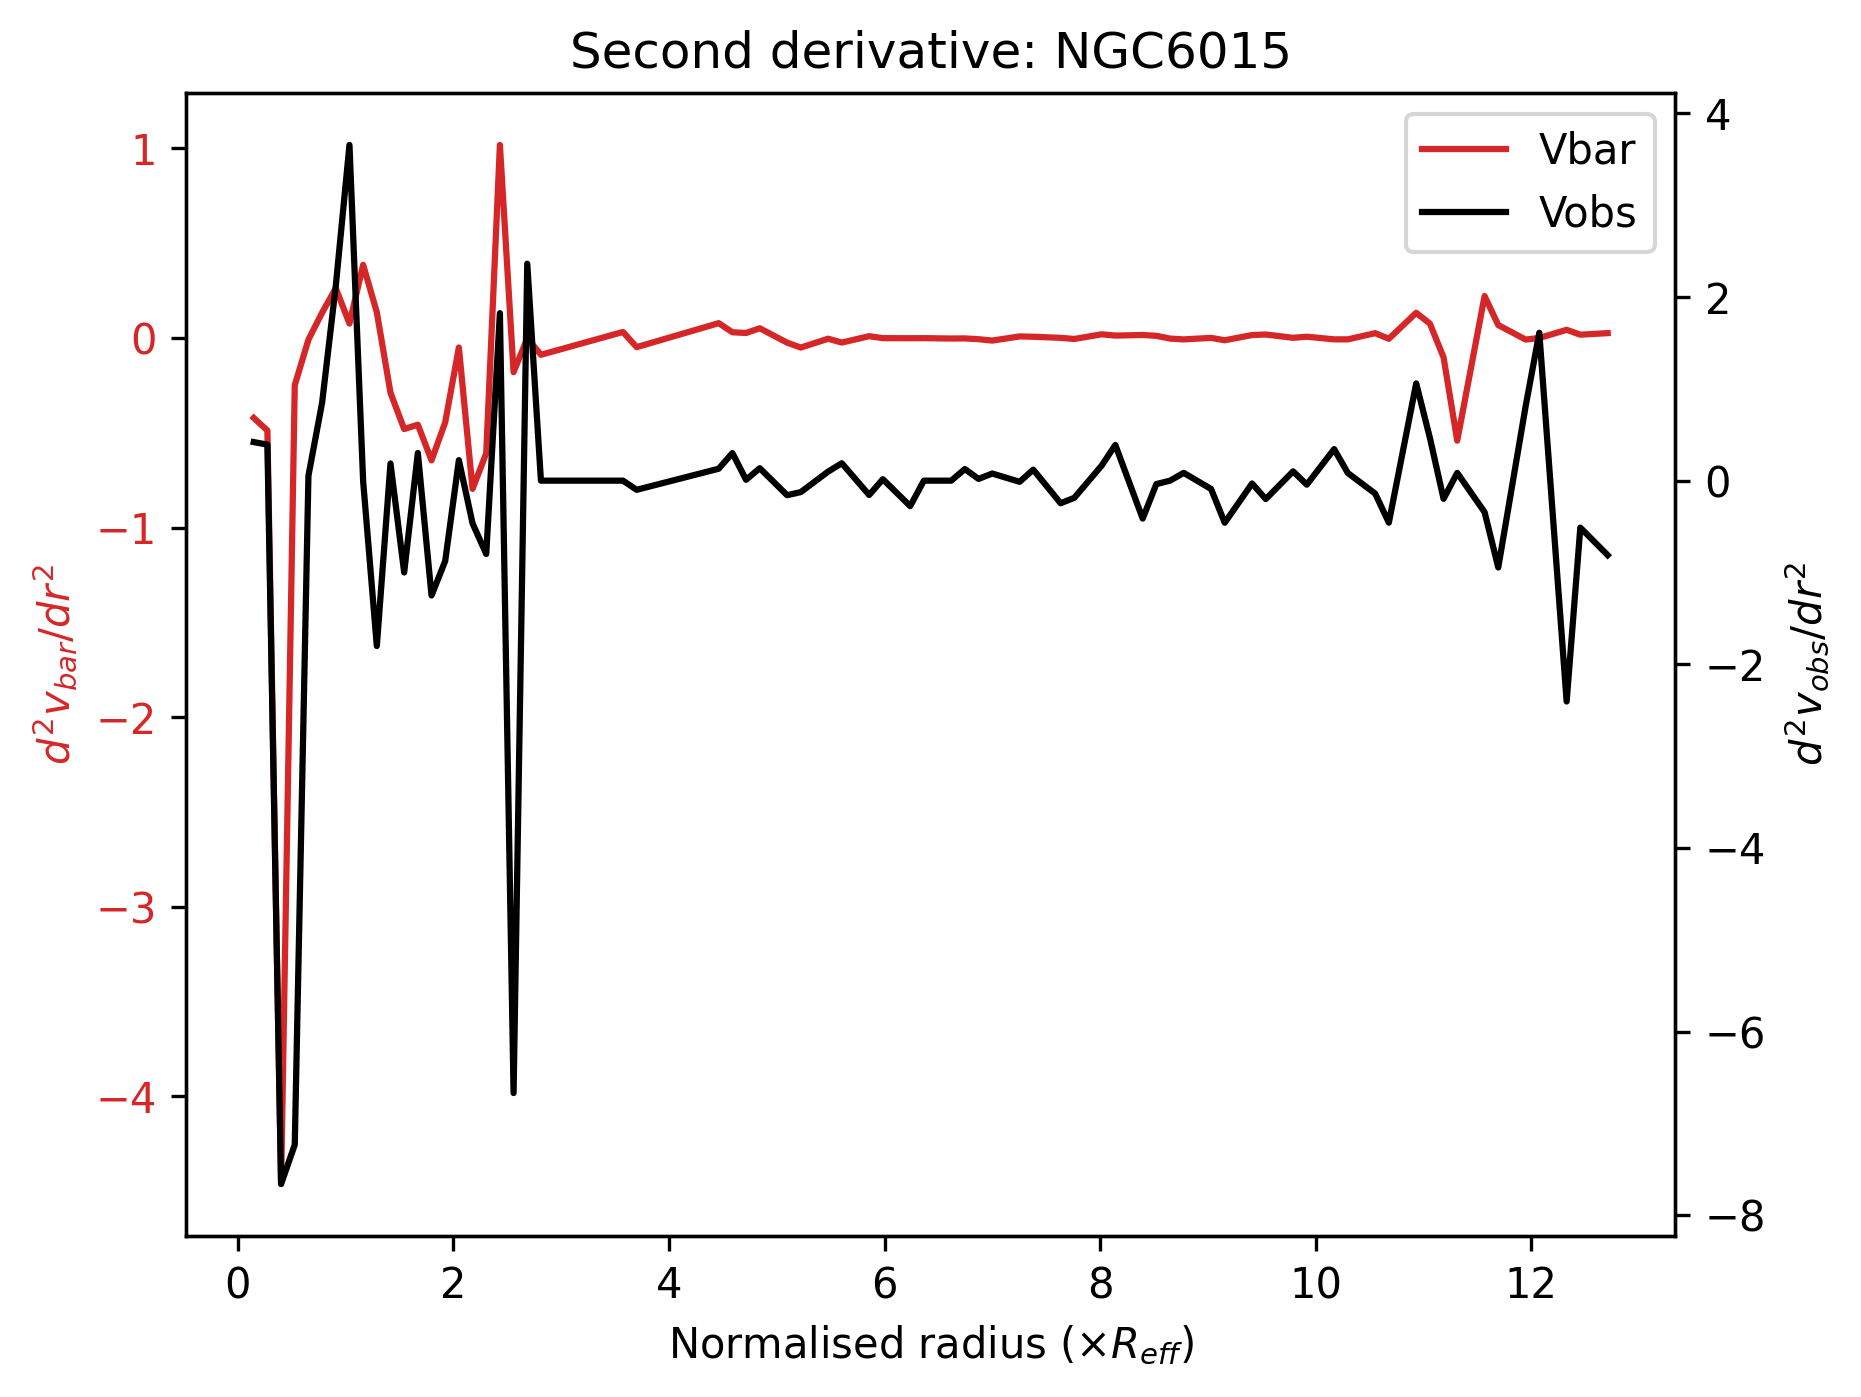 Second derivative: NGC6015
Vbar
Vobs
1
0
−1
−2
−3
−4
4
2
0
−2
−4
−6
−8
d²v_bar/dr²
d²v_obs/dr²
0 2 4 6 8 10 12
Normalised radius (×R_eff)